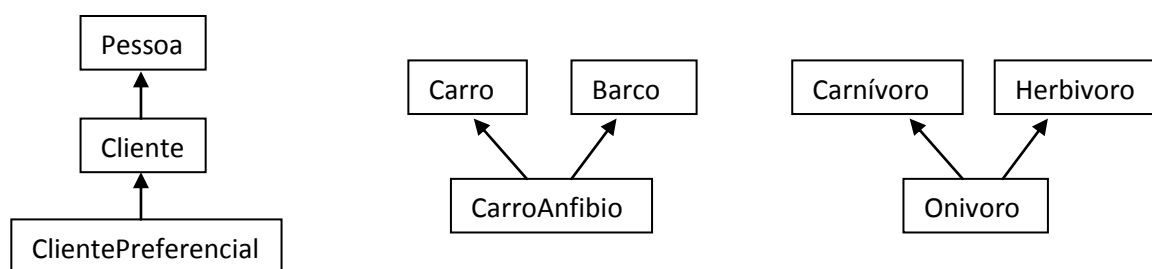 Pessoa
Cliente
ClientePreferencial
Carro
Barco
CarroAnfibio
Carnívoro
Herbivoro
Onivoro